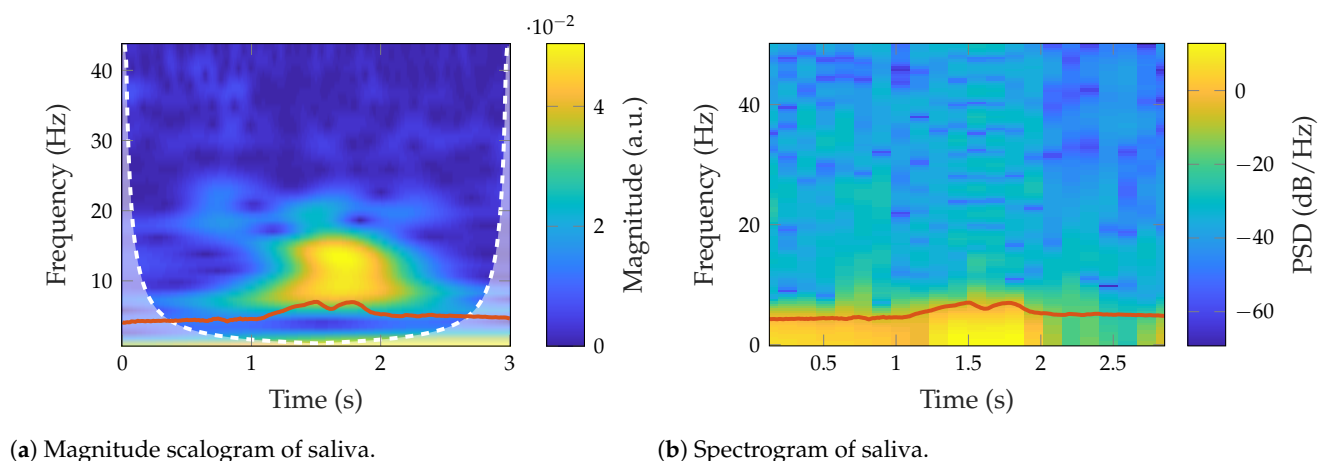 ·10⁻²
40
30
20
10
0 1 2 3
Frequency (Hz)
Time (s)
4
2
0
Magnitude (a.u.)
40
20
0
0.5 1 1.5 2 2.5
Frequency (Hz)
Time (s)
0
−20
−40
−60
PSD (dB/Hz)
(a) Magnitude scalogram of saliva.
(b) Spectrogram of saliva.